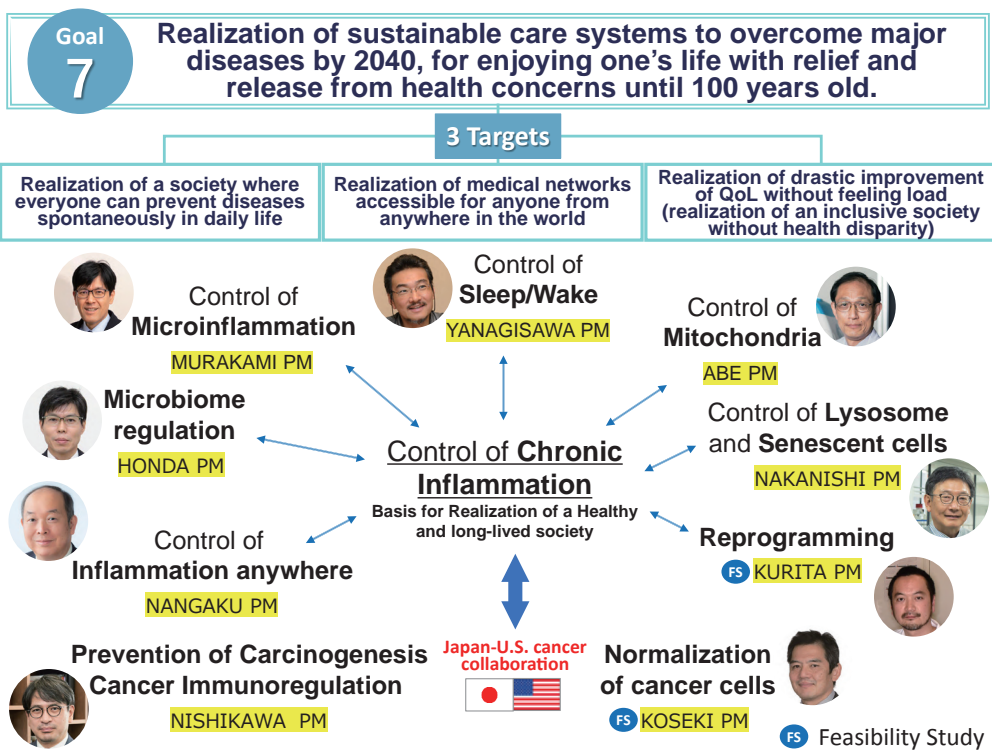 Goal
7
Realization of sustainable care systems to overcome major
diseases by 2040, for enjoying one’s life with relief and
release from health concerns until 100 years old.
3 Targets
Realization of a society where
everyone can prevent diseases
spontaneously in daily life
Realization of medical networks
accessible for anyone from
anywhere in the world
Realization of drastic improvement
of QoL without feeling load
(realization of an inclusive society
without health disparity)
Control of
Microinflammation
MURAKAMI PM
Control of
Sleep/Wake
YANAGISAWA PM
Control of
Mitochondria
ABE PM
Microbiome
regulation
HONDA PM
Control of Chronic
Inflammation
Basis for Realization of a Healthy
and long-lived society
Control of Lysosome
and Senescent cells
NAKANISHI PM
Control of
Inflammation anywhere
NANGAKU PM
Reprogramming
FS KURITA PM
Prevention of Carcinogenesis
Cancer Immunoregulation
NISHIKAWA PM
Japan-U.S. cancer
collaboration
Normalization
of cancer cells
FS KOSEKI PM
FS Feasibility Study